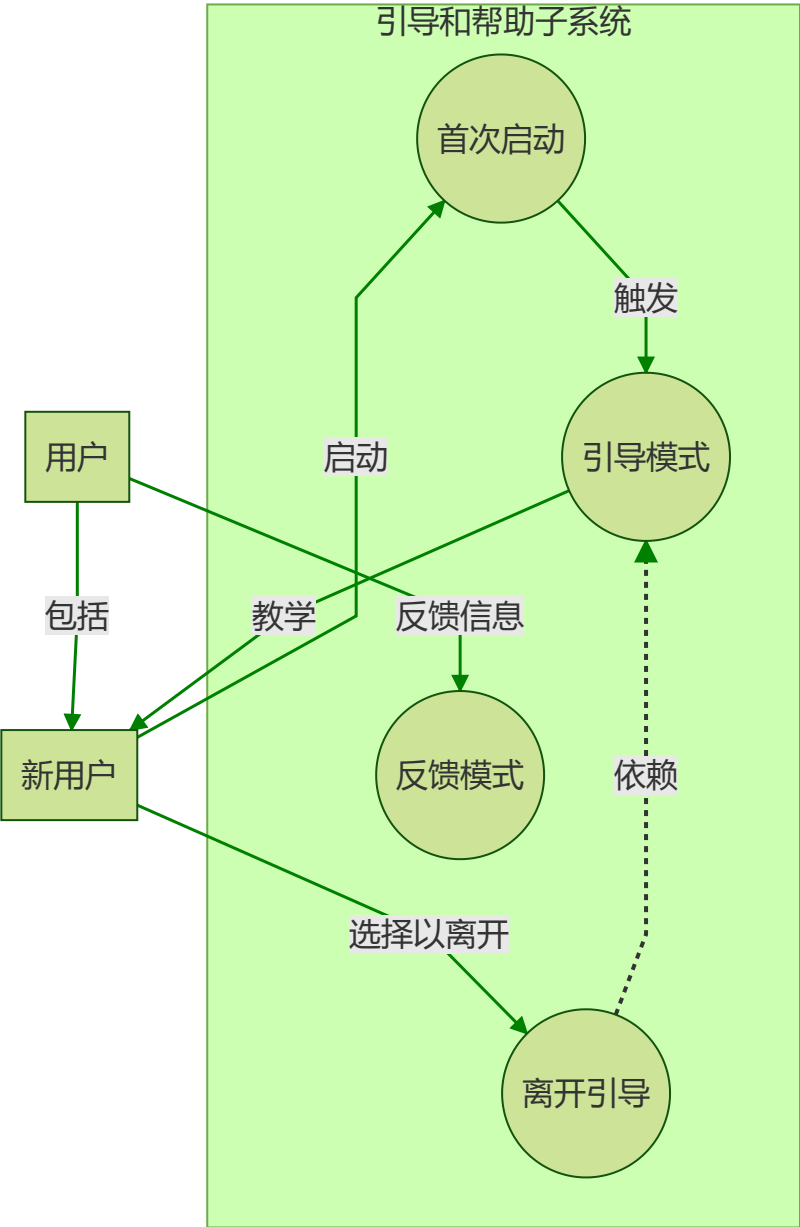 引导和帮助子系统
首次启动
触发
用户
启动
引导模式
包括
教学
反馈信息
新用户
反馈模式
依赖
选择以离开
离开引导